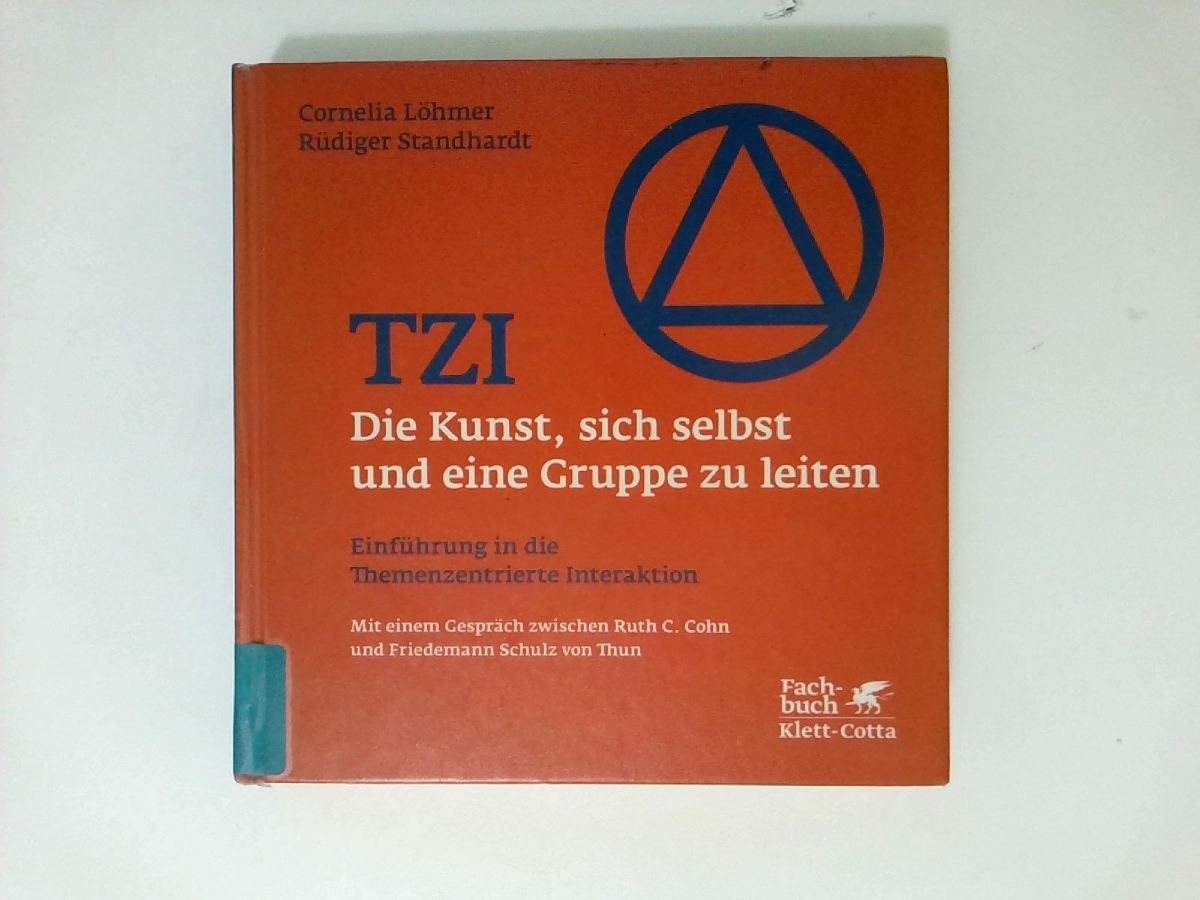 Cornelia Löhmer
Rüdiger Standhardt
TZI
Die Kunst, sich selbst
und eine Gruppe zu leiten
Einführung in die
Themenzentrierte Interaktion
Mit einem Gespräch zwischen Ruth C. Cohn
und Friedemann Schulz von Thun
Fach-
buch
Klett-Cotta